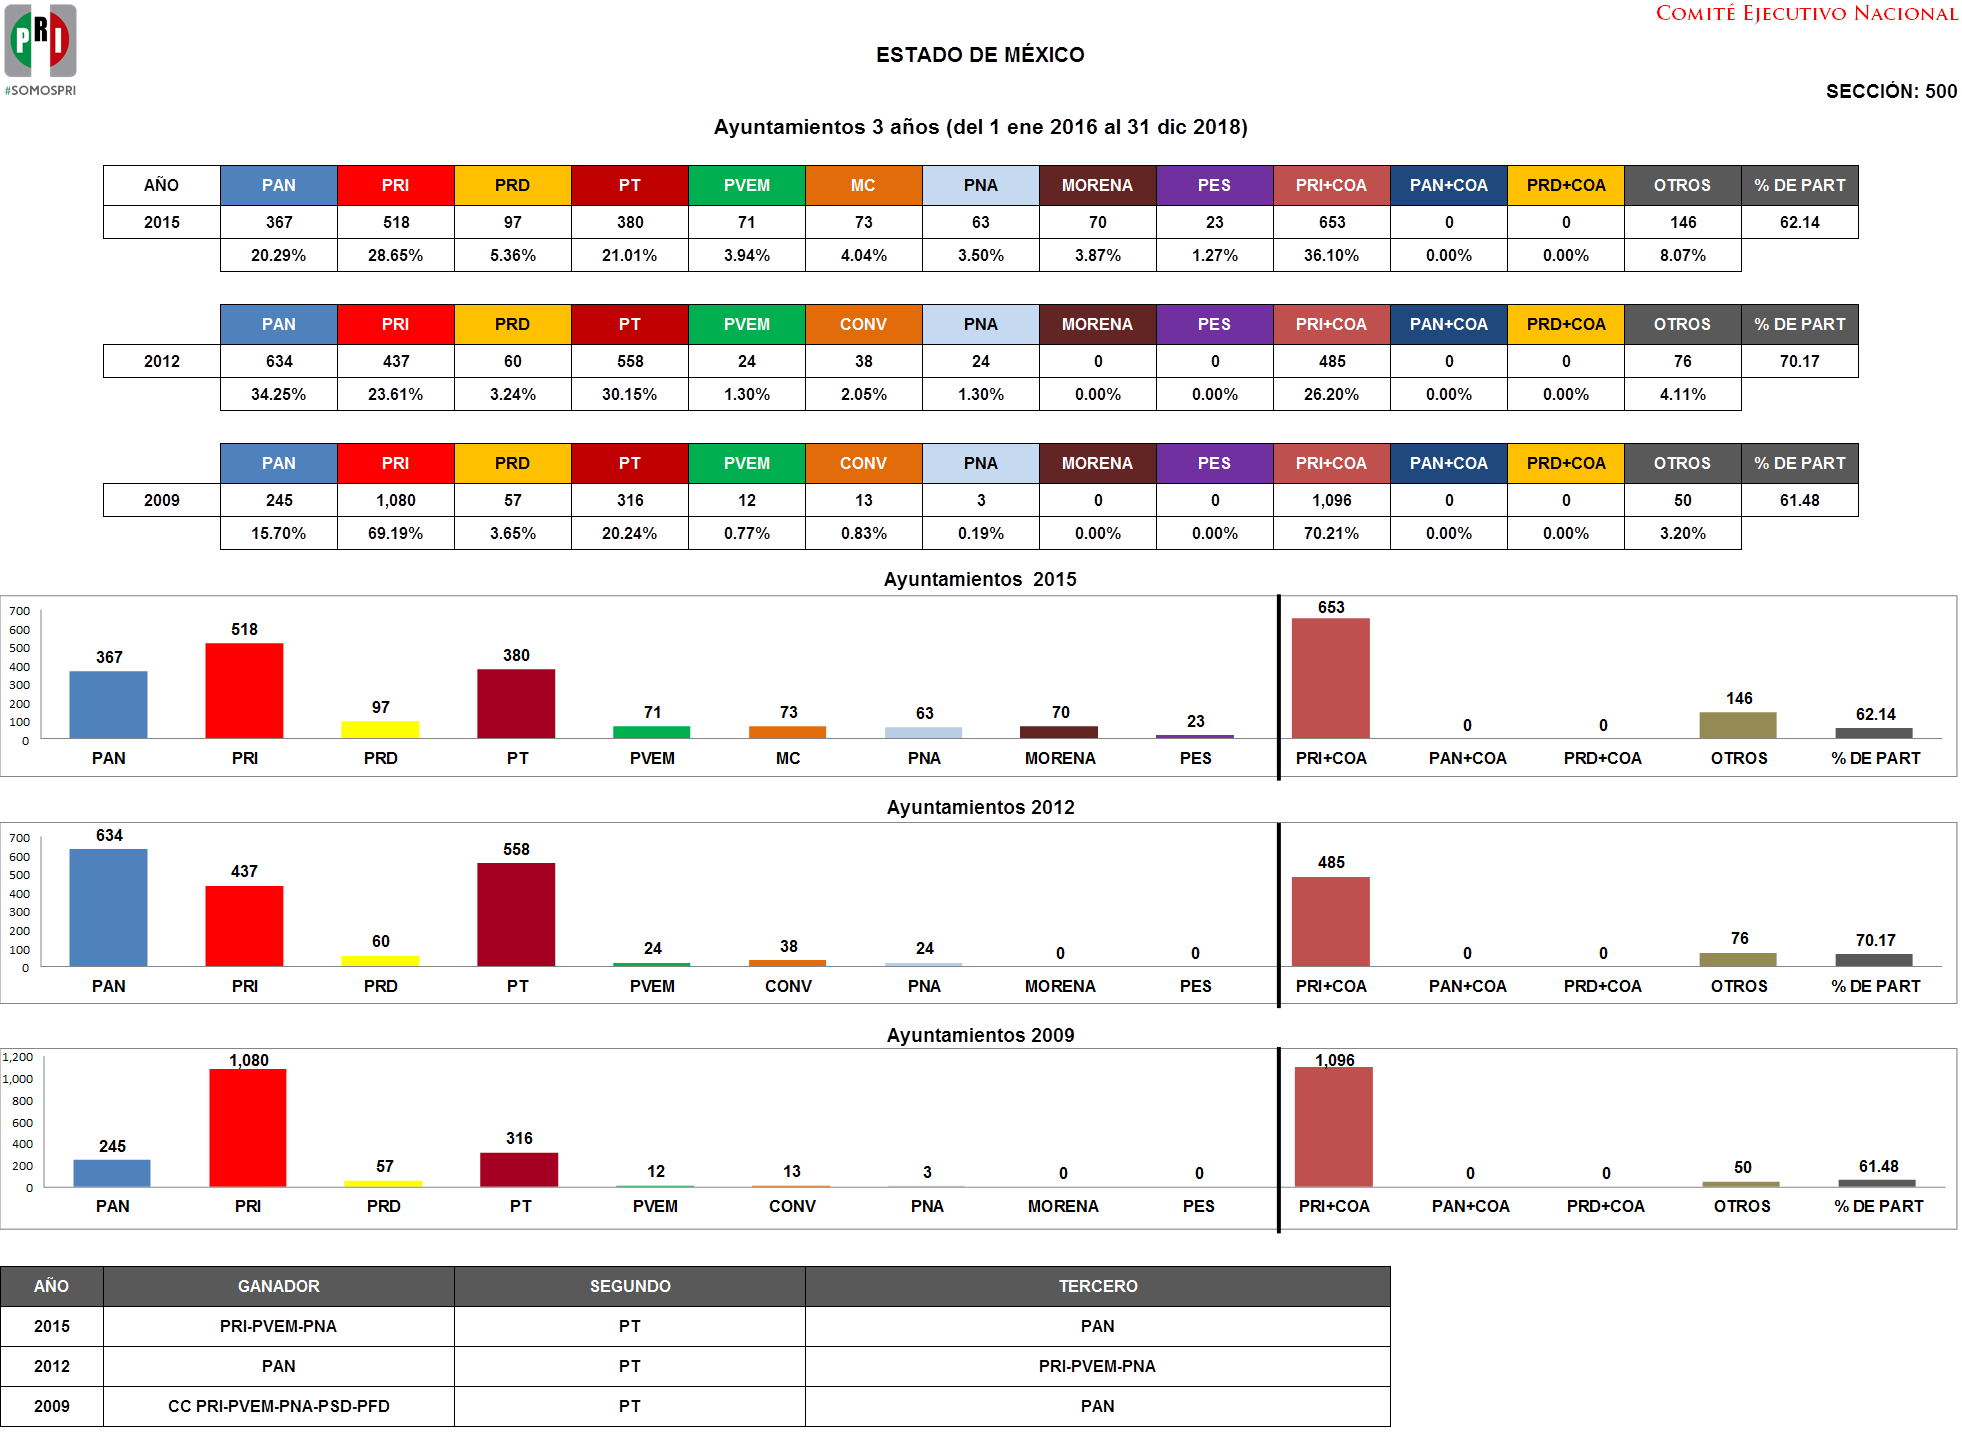 PRI
#SOMOSPRI
COMITÉ EJECUTIVO NACIONAL
ESTADO DE MÉXICO
SECCIÓN: 500
Ayuntamientos 3 años (del 1 ene 2016 al 31 dic 2018)
AÑO PAN PRI PRD PT PVEM MC PNA MORENA PES PRI+COA PAN+COA PRD+COA OTROS % DE PART
2015 367 518 97 380 71 73 63 70 23 653 0 0 146 62.14
20.29% 28.65% 5.36% 21.01% 3.94% 4.04% 3.50% 3.87% 1.27% 36.10% 0.00% 0.00% 8.07%
PAN PRI PRD PT PVEM CONV PNA MORENA PES PRI+COA PAN+COA PRD+COA OTROS % DE PART
2012 634 437 60 558 24 38 24 0 0 485 0 0 76 70.17
34.25% 23.61% 3.24% 30.15% 1.30% 2.05% 1.30% 0.00% 0.00% 26.20% 0.00% 0.00% 4.11%
PAN PRI PRD PT PVEM CONV PNA MORENA PES PRI+COA PAN+COA PRD+COA OTROS % DE PART
2009 245 1,080 57 316 12 13 3 0 0 1,096 0 0 50 61.48
15.70% 69.19% 3.65% 20.24% 0.77% 0.83% 0.19% 0.00% 0.00% 70.21% 0.00% 0.00% 3.20%
Ayuntamientos 2015
700
600
500
400
300
200
100
0
367 518 97 380 71 73 63 70 23 653 0 0 146 62.14
PAN PRI PRD PT PVEM MC PNA MORENA PES PRI+COA PAN+COA PRD+COA OTROS % DE PART
Ayuntamientos 2012
700
600
500
400
300
200
100
0
634 437 60 558 24 38 24 0 0 485 0 0 76 70.17
PAN PRI PRD PT PVEM CONV PNA MORENA PES PRI+COA PAN+COA PRD+COA OTROS % DE PART
Ayuntamientos 2009
1,200
1,000
800
600
400
200
0
245 1,080 57 316 12 13 3 0 0 1,096 0 0 50 61.48
PAN PRI PRD PT PVEM CONV PNA MORENA PES PRI+COA PAN+COA PRD+COA OTROS % DE PART
AÑO GANADOR SEGUNDO TERCERO
2015 PRI-PVEM-PNA PT PAN
2012 PAN PT PRI-PVEM-PNA
2009 CC PRI-PVEM-PNA-PSD-PFD PT PAN